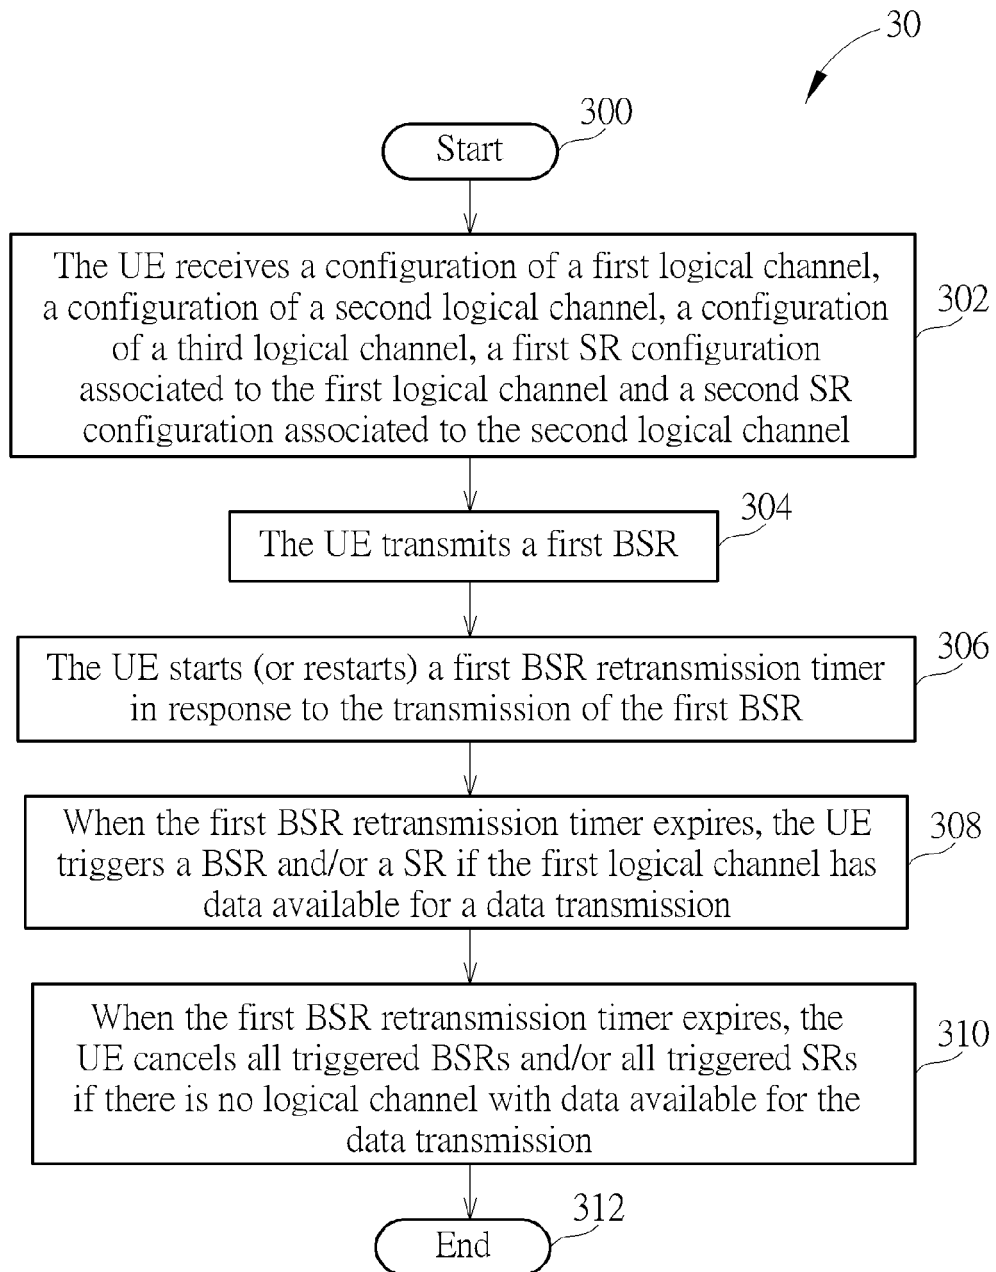 30
300
Start
The UE receives a configuration of a first logical channel,
a configuration of a second logical channel, a configuration
of a third logical channel, a first SR configuration
associated to the first logical channel and a second SR
configuration associated to the second logical channel
302
304
The UE transmits a first BSR
306
The UE starts (or restarts) a first BSR retransmission timer
in response to the transmission of the first BSR
When the first BSR retransmission timer expires, the UE
triggers a BSR and/or a SR if the first logical channel has
data available for a data transmission
308
When the first BSR retransmission timer expires, the
UE cancels all triggered BSRs and/or all triggered SRs
if there is no logical channel with data available for the
data transmission
310
312
End